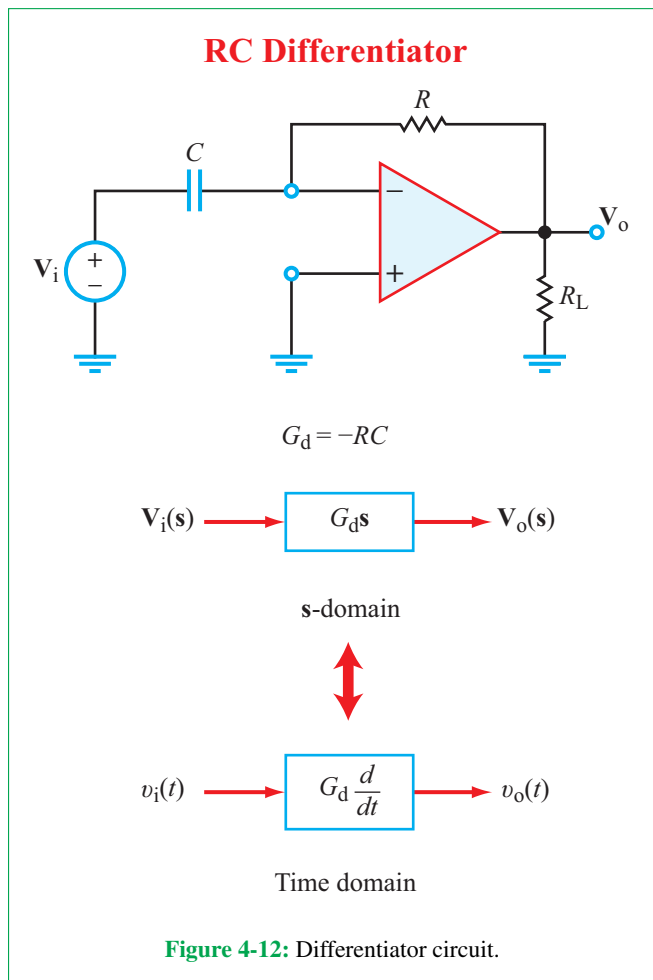 RC Differentiator
R
C
−
+
−
+
V_i
V_o
R_L
G_d = −RC
V_i(s) G_d s V_o(s)
s-domain
υ_i(t) G_d d/dt υ_o(t)
Time domain
Figure 4-12: Differentiator circuit.